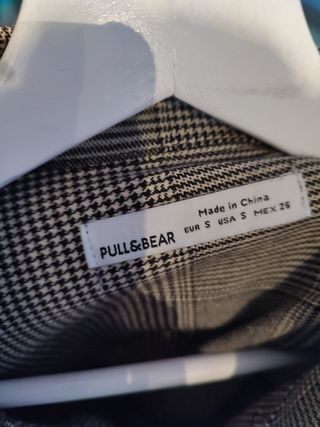 PULL&BEAR
Made in China
EUR S USA S MEX 26